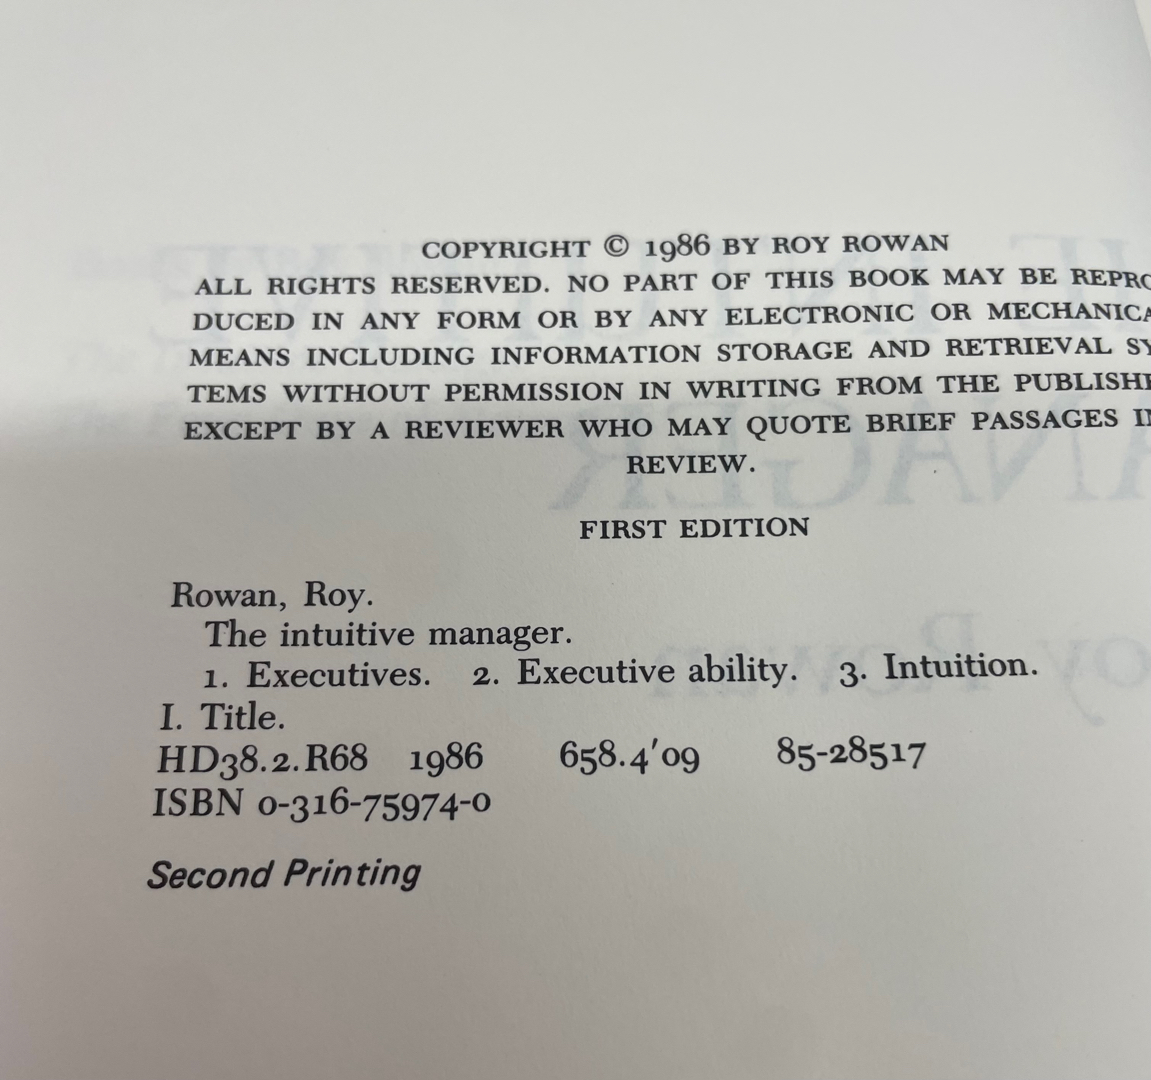 COPYRIGHT © 1986 BY ROY ROWAN
ALL RIGHTS RESERVED. NO PART OF THIS BOOK MAY BE REPRO
DUCED IN ANY FORM OR BY ANY ELECTRONIC OR MECHANICA
MEANS INCLUDING INFORMATION STORAGE AND RETRIEVAL SY
TEMS WITHOUT PERMISSION IN WRITING FROM THE PUBLISHE
EXCEPT BY A REVIEWER WHO MAY QUOTE BRIEF PASSAGES IN
REVIEW.
FIRST EDITION
Rowan, Roy.
The intuitive manager.
1. Executives. 2. Executive ability. 3. Intuition.
I. Title.
HD38.2.R68 1986 658.4'09 85-28517
ISBN 0-316-75974-0
Second Printing